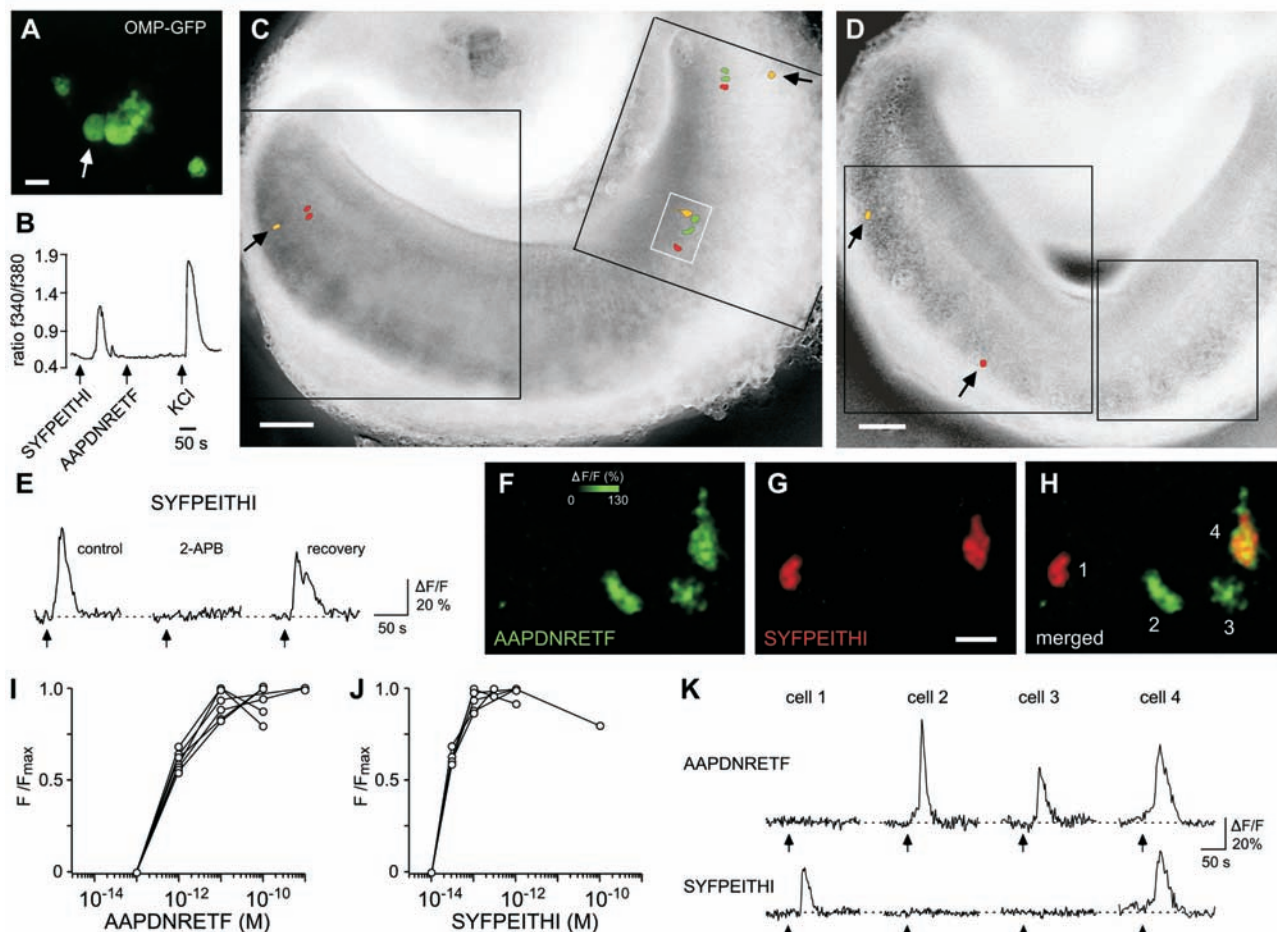 A
OMP-GFP
B
ratio f340/f380
1.9
1.4
0.9
0.4
SYFPEITHI
AAPDNRETF
KCl
50 s
C
D
E
SYFPEITHI
control
2-APB
recovery
ΔF/F
20 %
50 s
F
ΔF/F (%)
0 130
AAPDNRETF
G
SYFPEITHI
H
1
2
3
4
merged
I
F /Fmax
1.0
0.5
0
10⁻¹⁴ 10⁻¹² 10⁻¹⁰
AAPDNRETF (M)
J
F /Fmax
1.0
0.5
0
10⁻¹⁴ 10⁻¹² 10⁻¹⁰
SYFPEITHI (M)
K
cell 1 cell 2 cell 3 cell 4
AAPDNRETF
ΔF/F
20%
50 s
SYFPEITHI